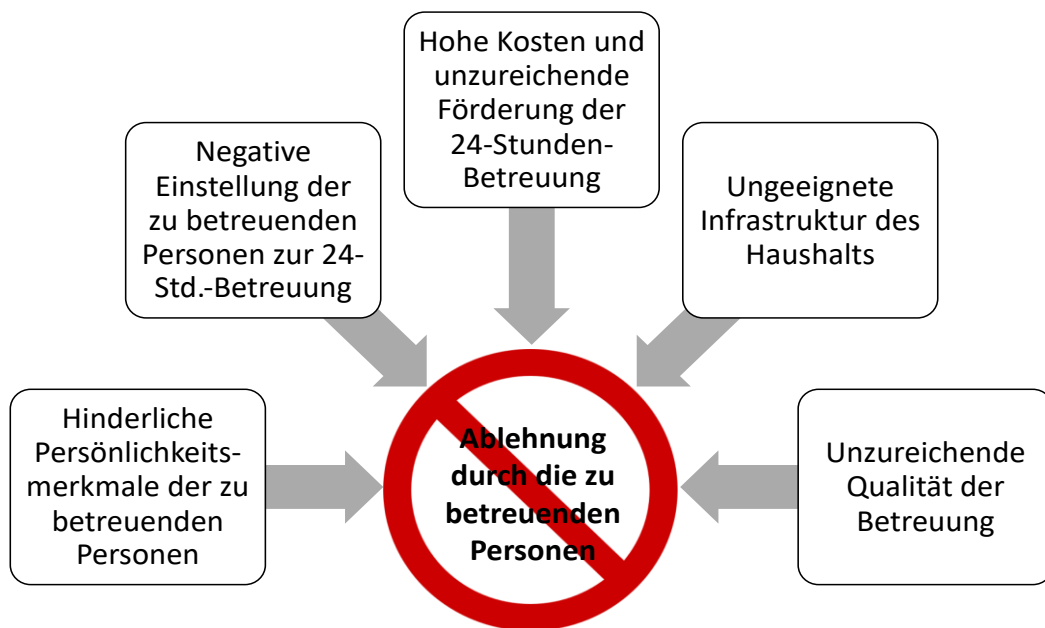 Hohe Kosten und
unzureichende
Förderung der
24-Stunden-
Betreuung
Negative
Einstellung der
zu betreuenden
Personen zur 24-
Std.-Betreuung
Ungeeignete
Infrastruktur des
Haushalts
Hinderliche
Persönlichkeits-
merkmale der zu
betreuenden
Personen
Ablehnung
durch die zu
betreuenden
Personen
Unzureichende
Qualität der
Betreuung